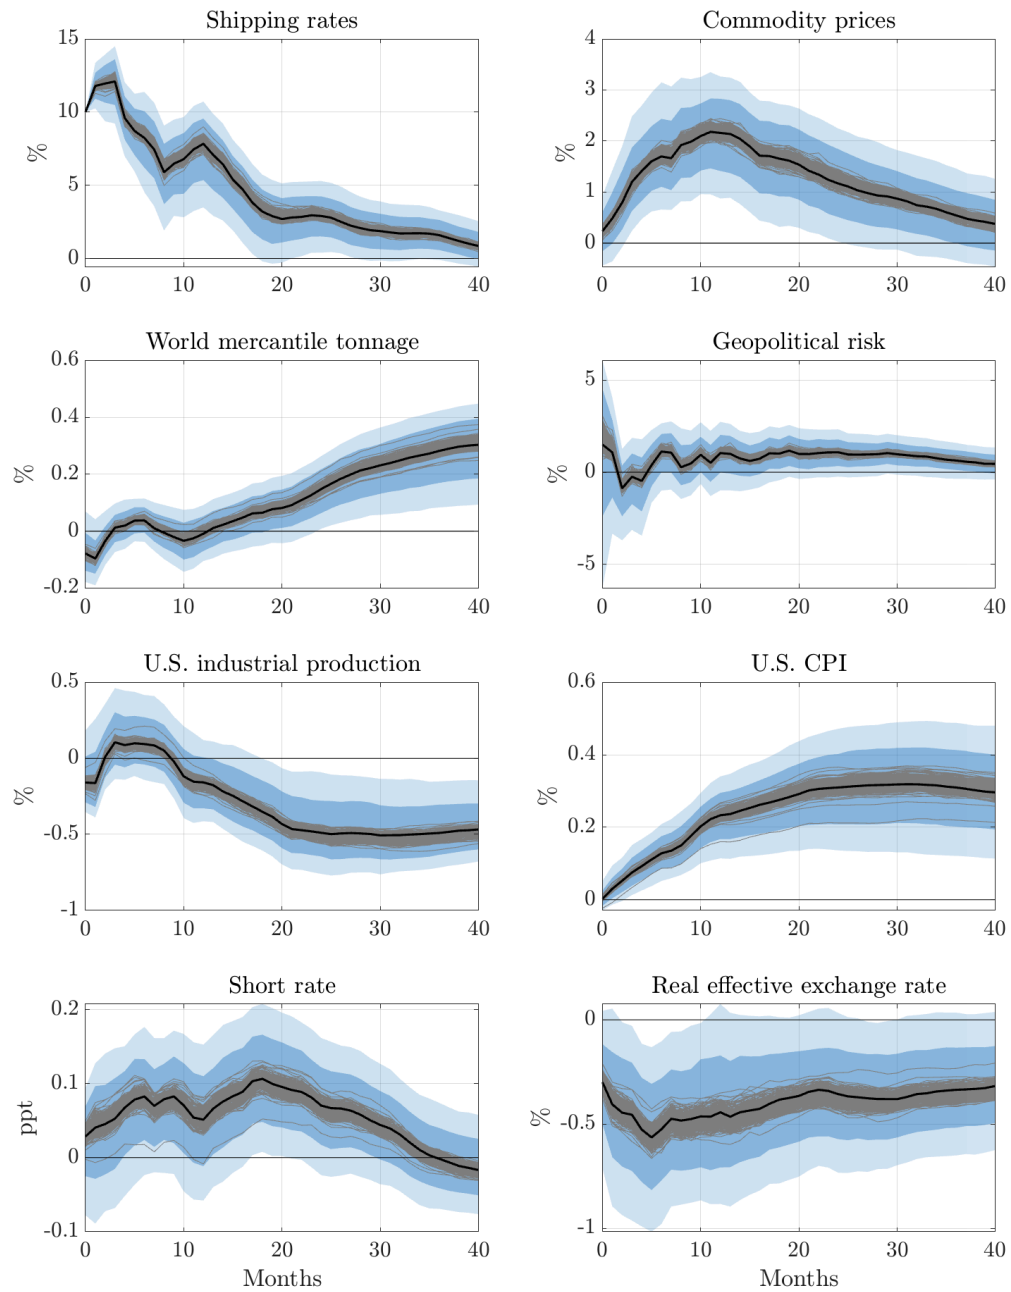 Shipping rates
15
10
5
0
%
0 10 20 30 40
Commodity prices
4
3
2
1
0
%
0 10 20 30 40
World mercantile tonnage
0.6
0.4
0.2
0
-0.2
%
0 10 20 30 40
Geopolitical risk
5
0
-5
%
0 10 20 30 40
U.S. industrial production
0.5
0
-0.5
-1
%
0 10 20 30 40
U.S. CPI
0.6
0.4
0.2
0
%
0 10 20 30 40
Short rate
0.2
0.1
0
-0.1
ppt
0 10 20 30 40
Months
Real effective exchange rate
0
-0.5
-1
%
0 10 20 30 40
Months